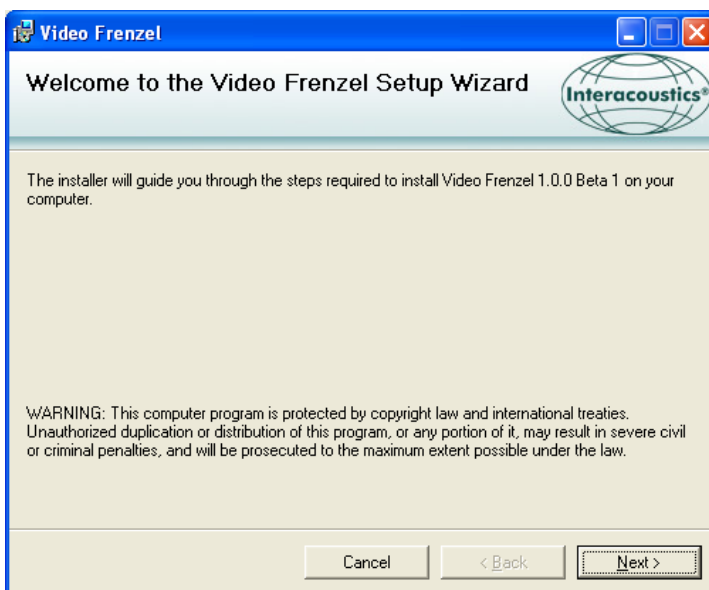 Video Frenzel
Welcome to the Video Frenzel Setup Wizard
Interacoustics®
The installer will guide you through the steps required to install Video Frenzel 1.0.0 Beta 1 on your
computer.
WARNING: This computer program is protected by copyright law and international treaties.
Unauthorized duplication or distribution of this program, or any portion of it, may result in severe civil
or criminal penalties, and will be prosecuted to the maximum extent possible under the law.
Cancel < Back Next >